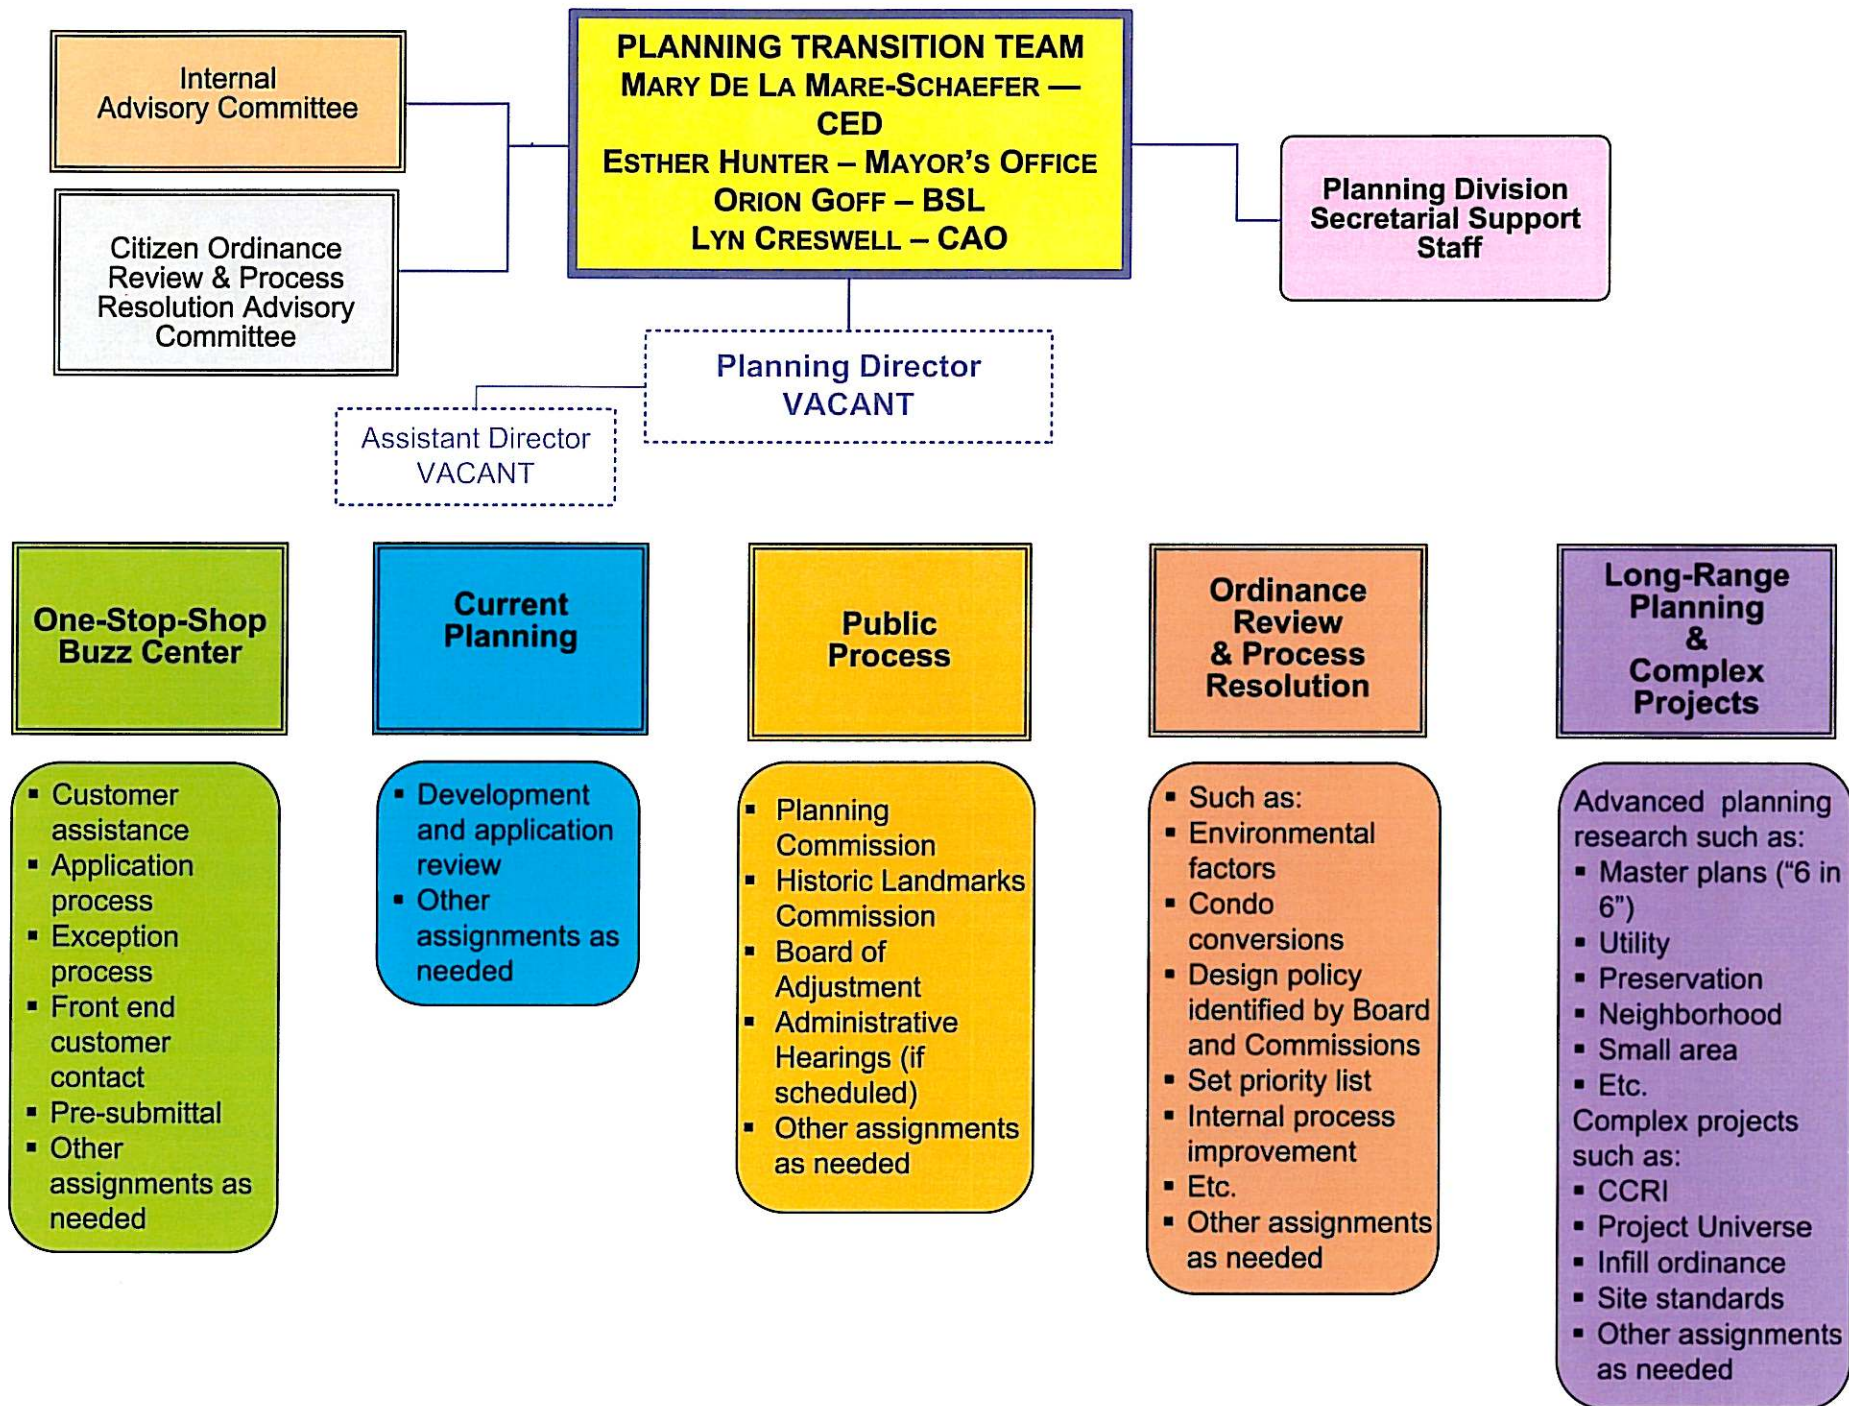 Internal
Advisory Committee
Citizen Ordinance
Review & Process
Resolution Advisory
Committee
PLANNING TRANSITION TEAM
MARY DE LA MARE-SCHAEFER —
CED
ESTHER HUNTER – MAYOR'S OFFICE
ORION GOFF – BSL
LYN CRESWELL – CAO
Planning Division
Secretarial Support
Staff
Planning Director
VACANT
Assistant Director
VACANT
One-Stop-Shop
Buzz Center
▪ Customer
assistance
▪ Application
process
▪ Exception
process
▪ Front end
customer
contact
▪ Pre-submittal
▪ Other
assignments as
needed
Current
Planning
▪ Development
and application
review
▪ Other
assignments as
needed
Public
Process
▪ Planning
Commission
▪ Historic Landmarks
Commission
▪ Board of
Adjustment
▪ Administrative
Hearings (if
scheduled)
▪ Other assignments
as needed
Ordinance
Review
& Process
Resolution
▪ Such as:
▪ Environmental
factors
▪ Condo
conversions
▪ Design policy
identified by Board
and Commissions
▪ Set priority list
▪ Internal process
improvement
▪ Etc.
▪ Other assignments
as needed
Long-Range
Planning
&
Complex
Projects
Advanced planning
research such as:
▪ Master plans (“6 in
6”)
▪ Utility
▪ Preservation
▪ Neighborhood
▪ Small area
▪ Etc.
Complex projects
such as:
▪ CCRI
▪ Project Universe
▪ Infill ordinance
▪ Site standards
▪ Other assignments
as needed